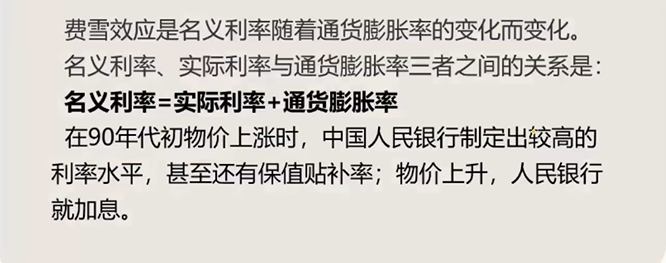 费雪效应是名义利率随着通货膨胀率的变化而变化。
名义利率、实际利率与通货膨胀率三者之间的关系是：
名义利率=实际利率+通货膨胀率
在90年代初物价上涨时，中国人民银行制定出较高的
利率水平，甚至还有保值贴补率；物价上升，人民银行
就加息。